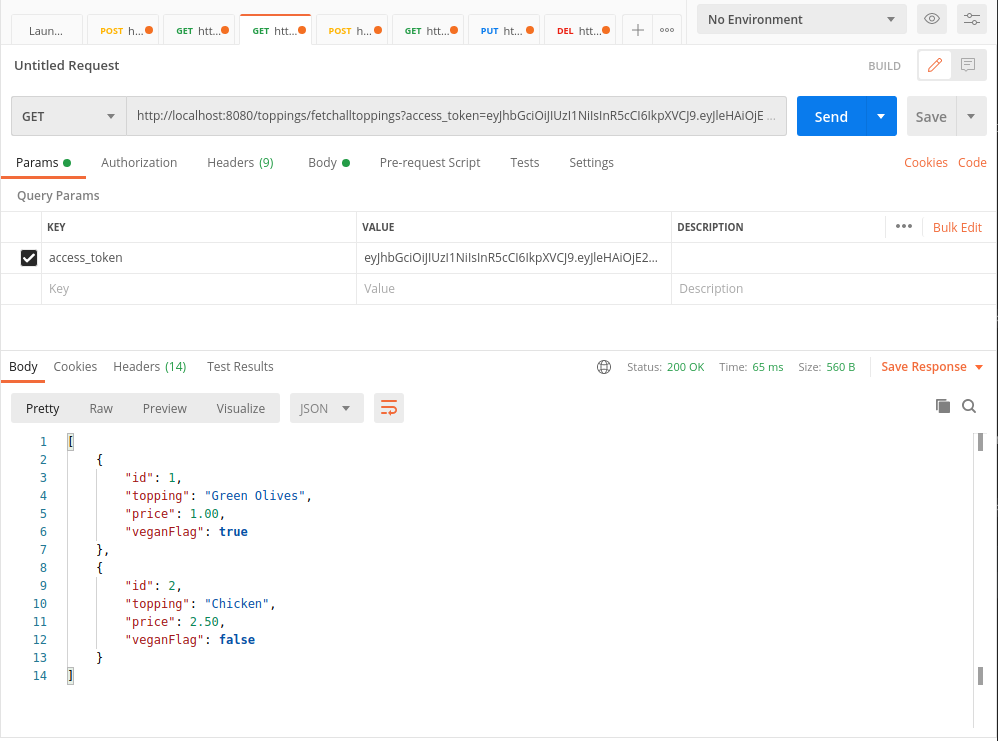 Laun...
POST h...
GET htt...
GET htt...
POST h...
GET htt...
PUT ht...
DEL htt...
No Environment
Untitled Request
BUILD
GET
http://localhost:8080/toppings/fetchalltoppings?access_token=eyJhbGciOiJIUzI1NiIsInR5cCI6IkpXVCJ9.eyJleHAiOjE ...
Send
Save
Params
Authorization
Headers (9)
Body
Pre-request Script
Tests
Settings
Cookies
Code
Query Params
KEY
VALUE
DESCRIPTION
Bulk Edit
access_token
eyJhbGciOiJIUzI1NiIsInR5cCI6IkpXVCJ9.eyJleHAiOjE2...
Key
Value
Description
Body
Cookies
Headers (14)
Test Results
Status: 200 OK
Time: 65 ms
Size: 560 B
Save Response
Pretty
Raw
Preview
Visualize
JSON
1 [
2 {
3 "id": 1,
4 "topping": "Green Olives",
5 "price": 1.00,
6 "veganFlag": true
7 },
8 {
9 "id": 2,
10 "topping": "Chicken",
11 "price": 2.50,
12 "veganFlag": false
13 }
14 ]